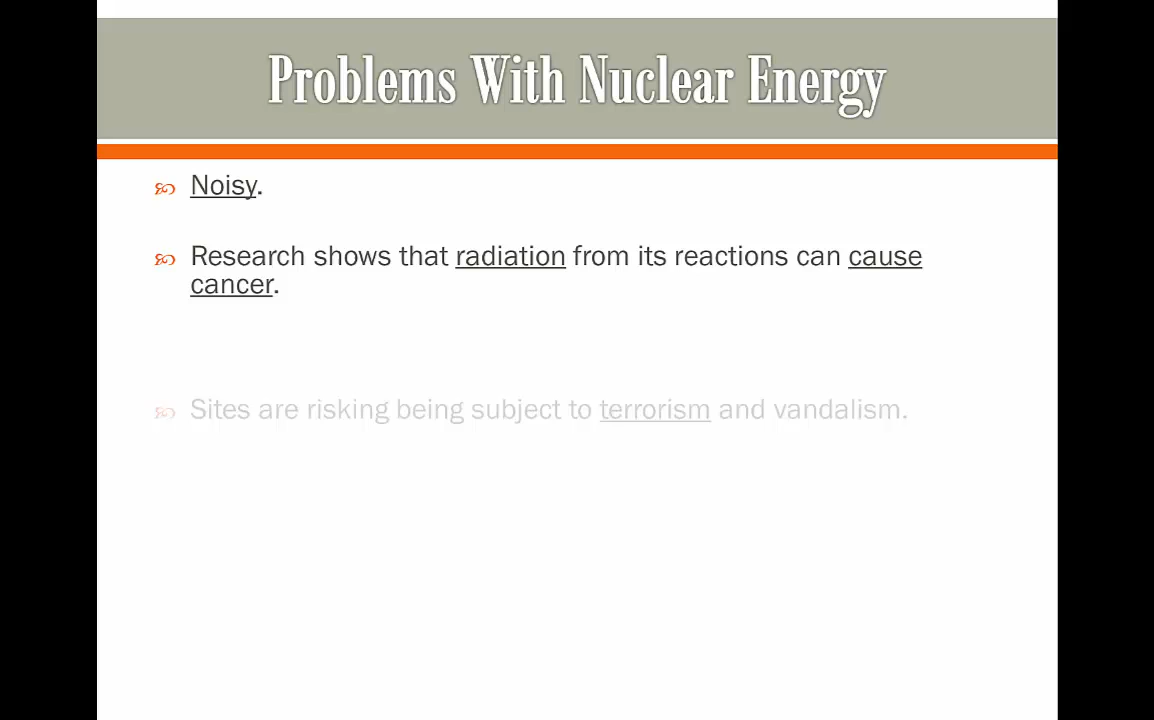 Problems With Nuclear Energy
Noisy.
Research shows that radiation from its reactions can cause
cancer.
Sites are risking being subject to terrorism and vandalism.